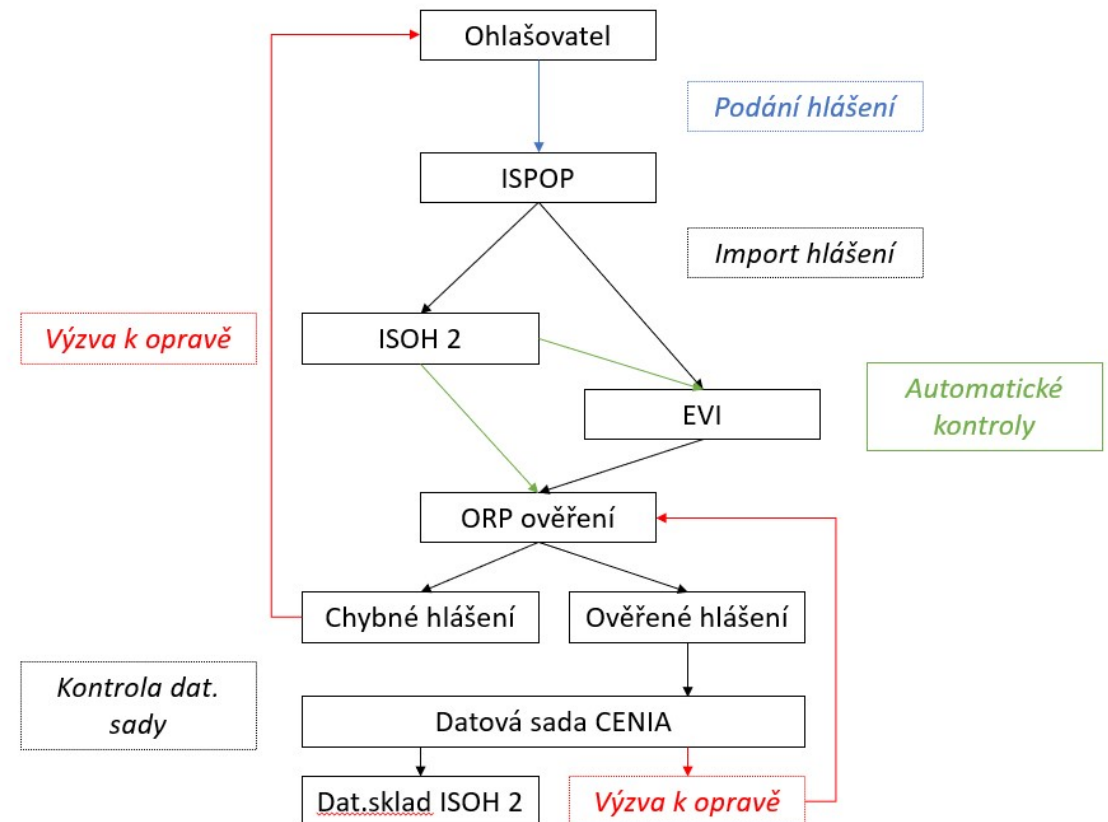 Ohlašovatel
Podání hlášení
ISPOP
Import hlášení
Výzva k opravě
ISOH 2
Automatické
kontroly
EVI
ORP ověření
Chybné hlášení
Ověřené hlášení
Kontrola dat.
sady
Datová sada CENIA
Dat.sklad ISOH 2
Výzva k opravě